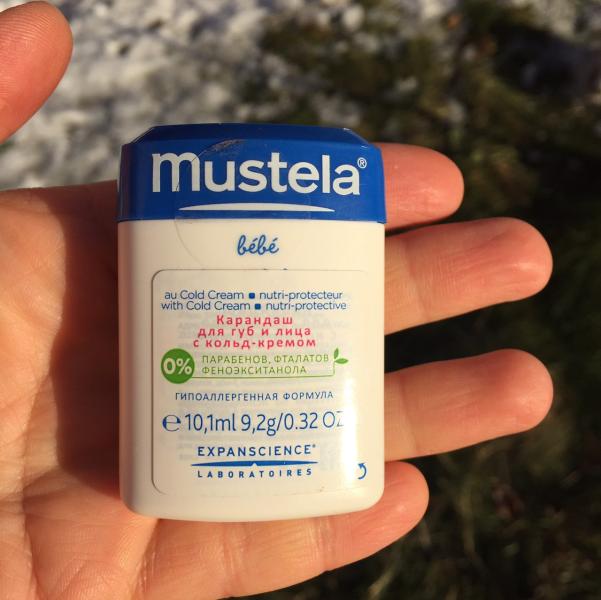 mustela®
bébé
au Cold Cream ■ nutri-protecteur
with Cold Cream ■ nutri-protective
Карандаш
для губ и лица
с кольд-кремом
0% ПАРАБЕНОВ, ФТАЛАТОВ
ФЕНОЭКСИТАНОЛА
ГИПОАЛЛЕРГЕННАЯ ФОРМУЛА
℮ 10,1ml 9,2g/0.32 OZ
EXPANSCIENCE®
LABORATOIRES